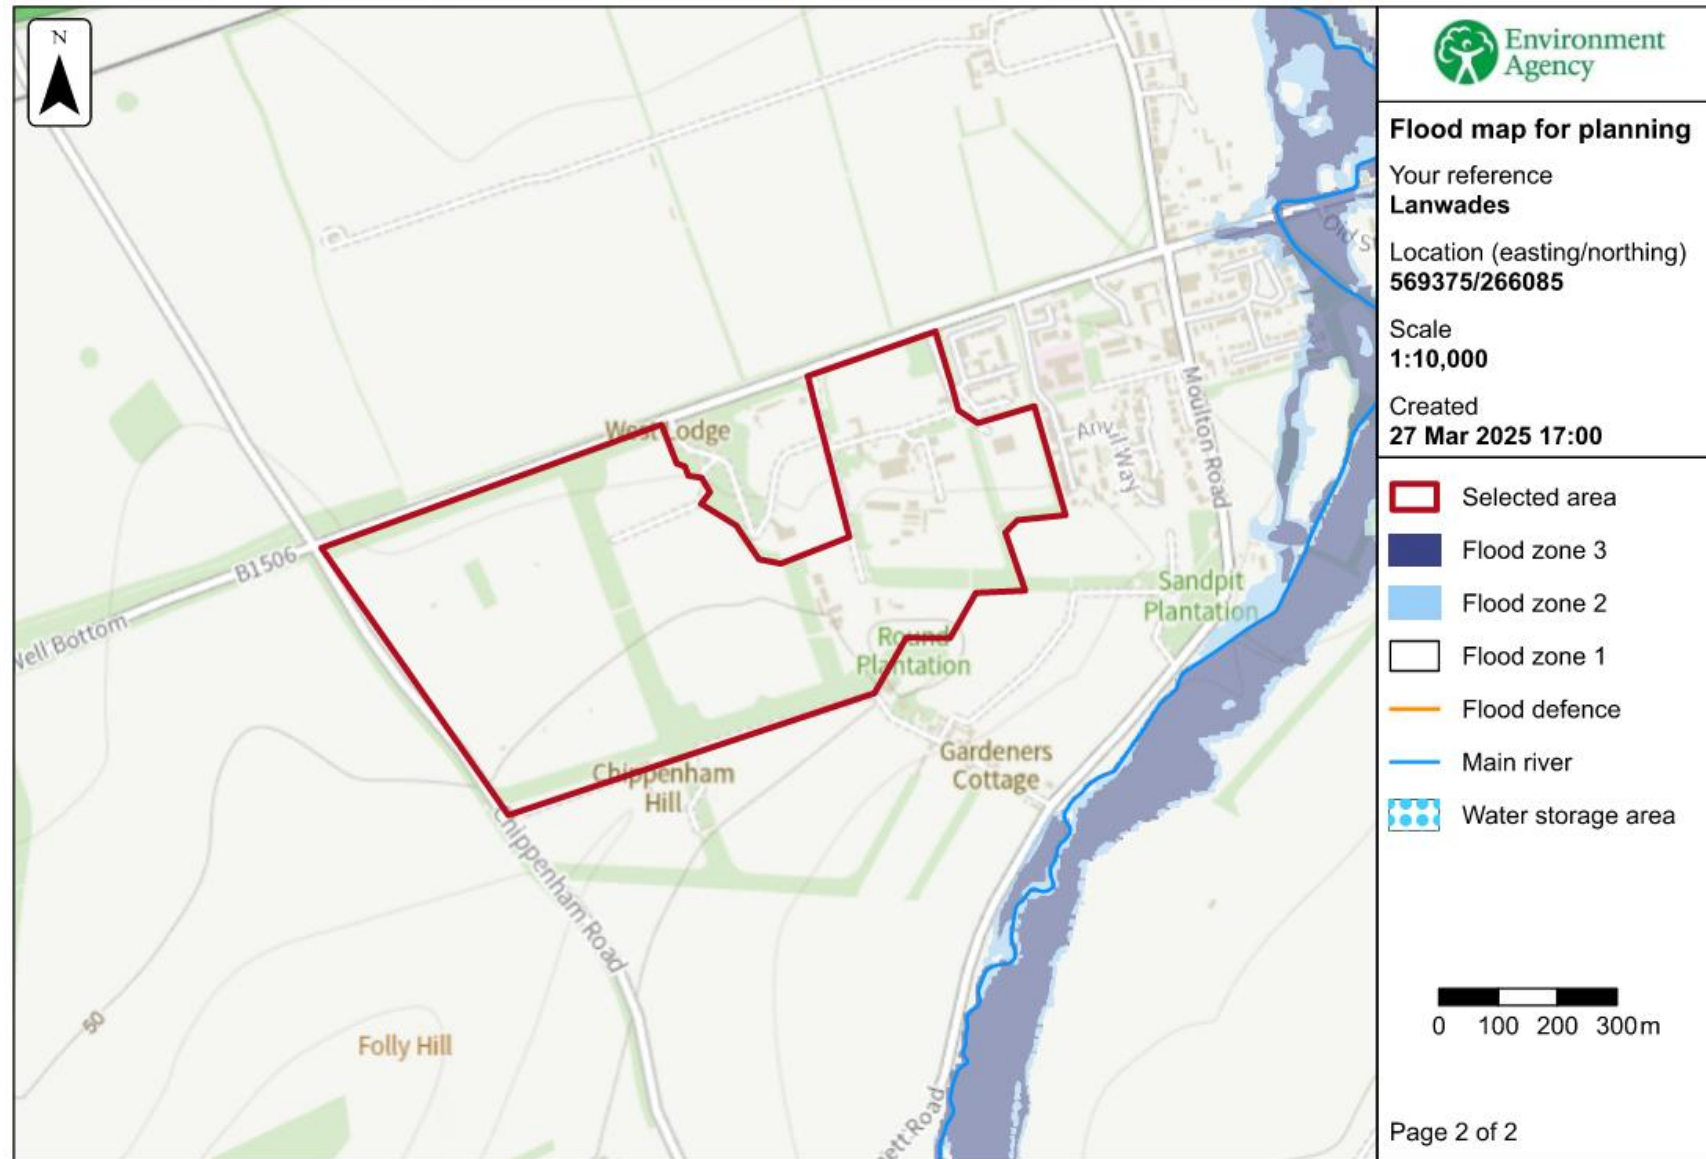 N
West Lodge
B1506
Well Bottom
Anvil Way
Moulton Road
Sandpit
Plantation
Round
Plantation
Gardeners
Cottage
Chippenham
Hill
Chippenham Road
50
Folly Hill
Environment
Agency
Flood map for planning
Your reference
Lanwades
Location (easting/northing)
569375/266085
Scale
1:10,000
Created
27 Mar 2025 17:00
Selected area
Flood zone 3
Flood zone 2
Flood zone 1
Flood defence
Main river
Water storage area
0 100 200 300m
Page 2 of 2